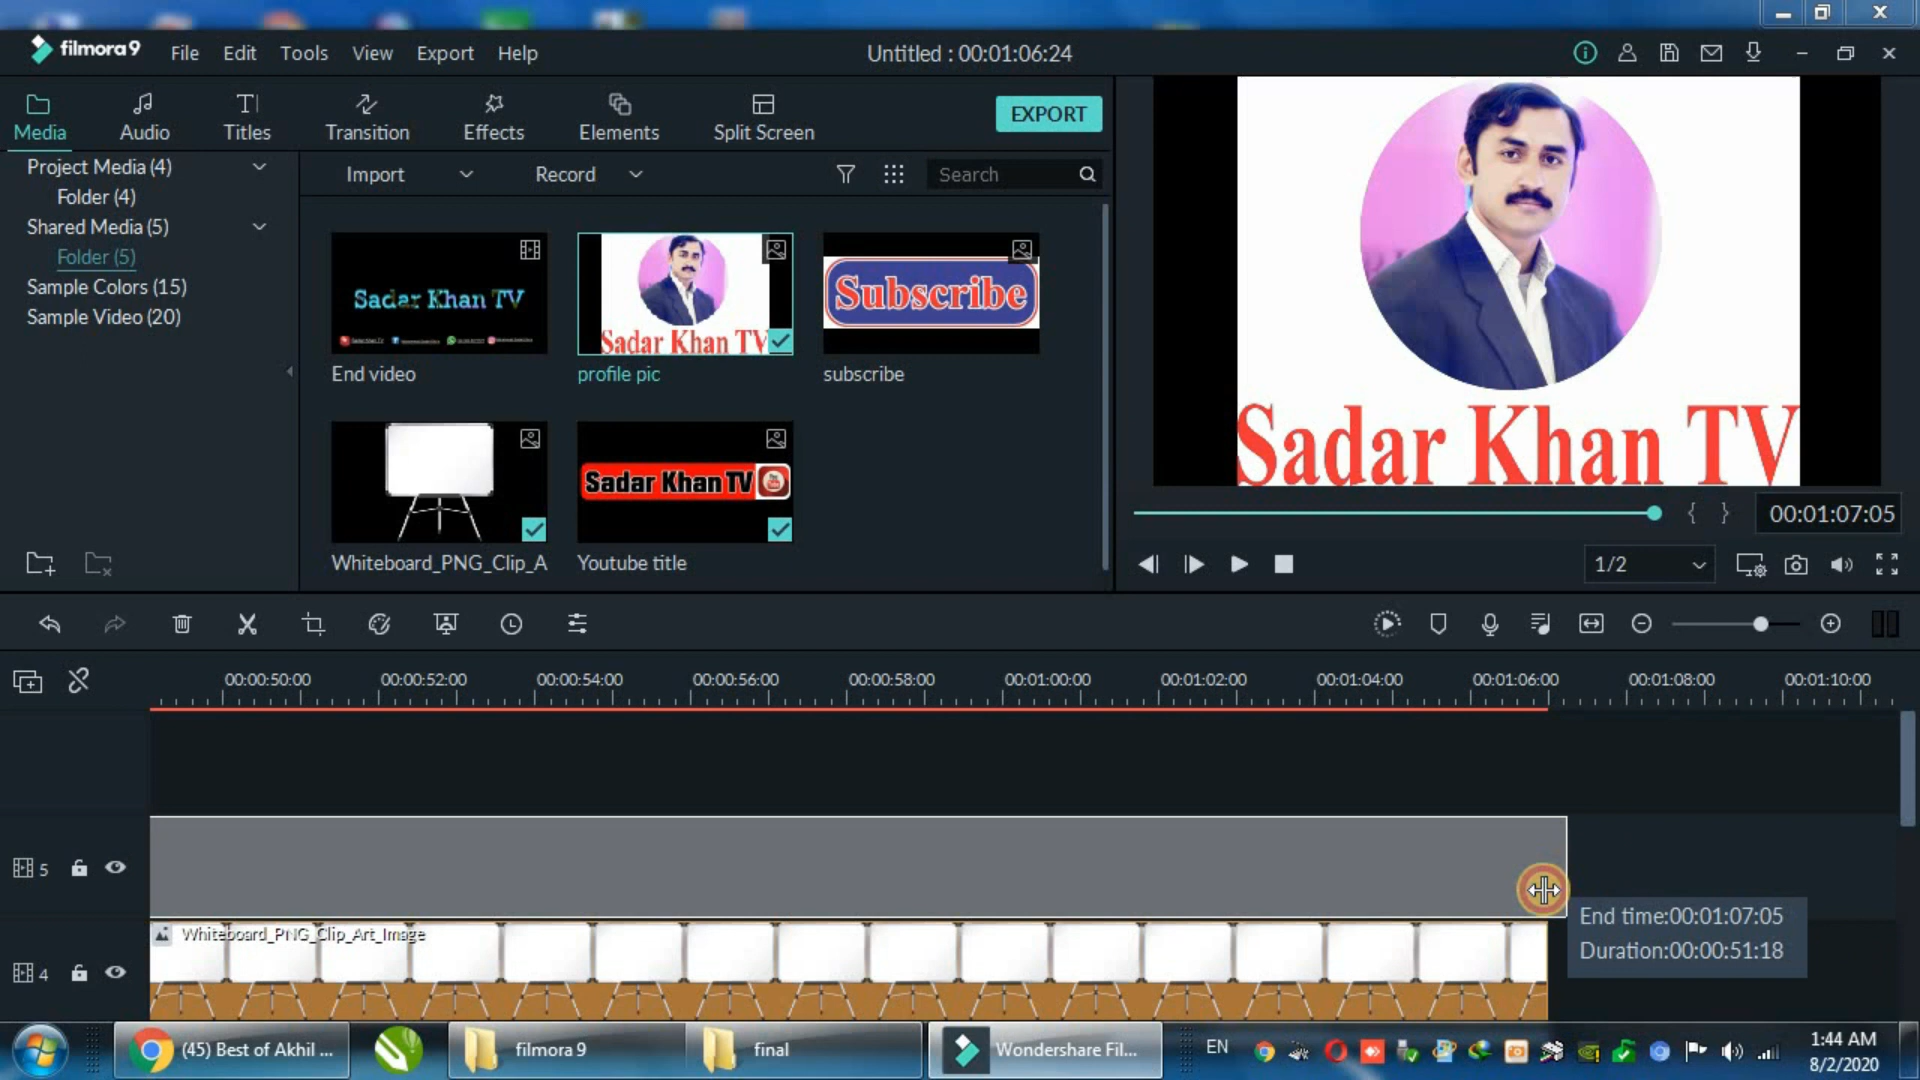 filmora9
File
Edit
Tools
View
Export
Help
Untitled : 00:01:06:24
Media
Audio
Titles
Transition
Effects
Elements
Split Screen
EXPORT
Project Media (4)
Folder (4)
Shared Media (5)
Folder (5)
Sample Colors (15)
Sample Video (20)
Import
Record
Search
Sadar Khan TV
End video
Sadar Khan TV
profile pic
Subscribe
subscribe
Whiteboard_PNG_Clip_A
Sadar Khan TV
Youtube title
Sadar Khan TV
00:01:07:05
1/2
00:00:50:00
00:00:52:00
00:00:54:00
00:00:56:00
00:00:58:00
00:01:00:00
00:01:02:00
00:01:04:00
00:01:06:00
00:01:08:00
00:01:10:00
5
End time:00:01:07:05
Duration:00:00:51:18
Whiteboard_PNG_Clip_Art_Image
4
(45) Best of Akhil ...
filmora 9
final
Wondershare Fil...
EN
1:44 AM
8/2/2020